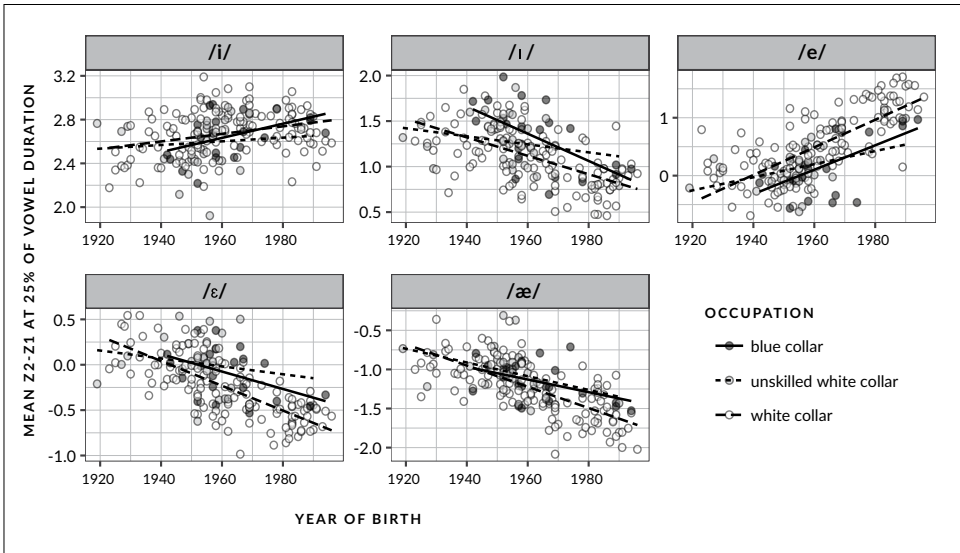 /i/
/ɪ/
/e/
3.2
2.8
2.4
2.0
2.0
1.5
1.0
0.5
1
0
1920 1940 1960 1980
1920 1940 1960 1980
1920 1940 1960 1980
MEAN Z2-Z1 AT 25% OF VOWEL DURATION
/ɛ/
/æ/
0.5
0.0
-0.5
-1.0
-0.5
-1.0
-1.5
-2.0
1920 1940 1960 1980
1920 1940 1960 1980
OCCUPATION
blue collar
unskilled white collar
white collar
YEAR OF BIRTH